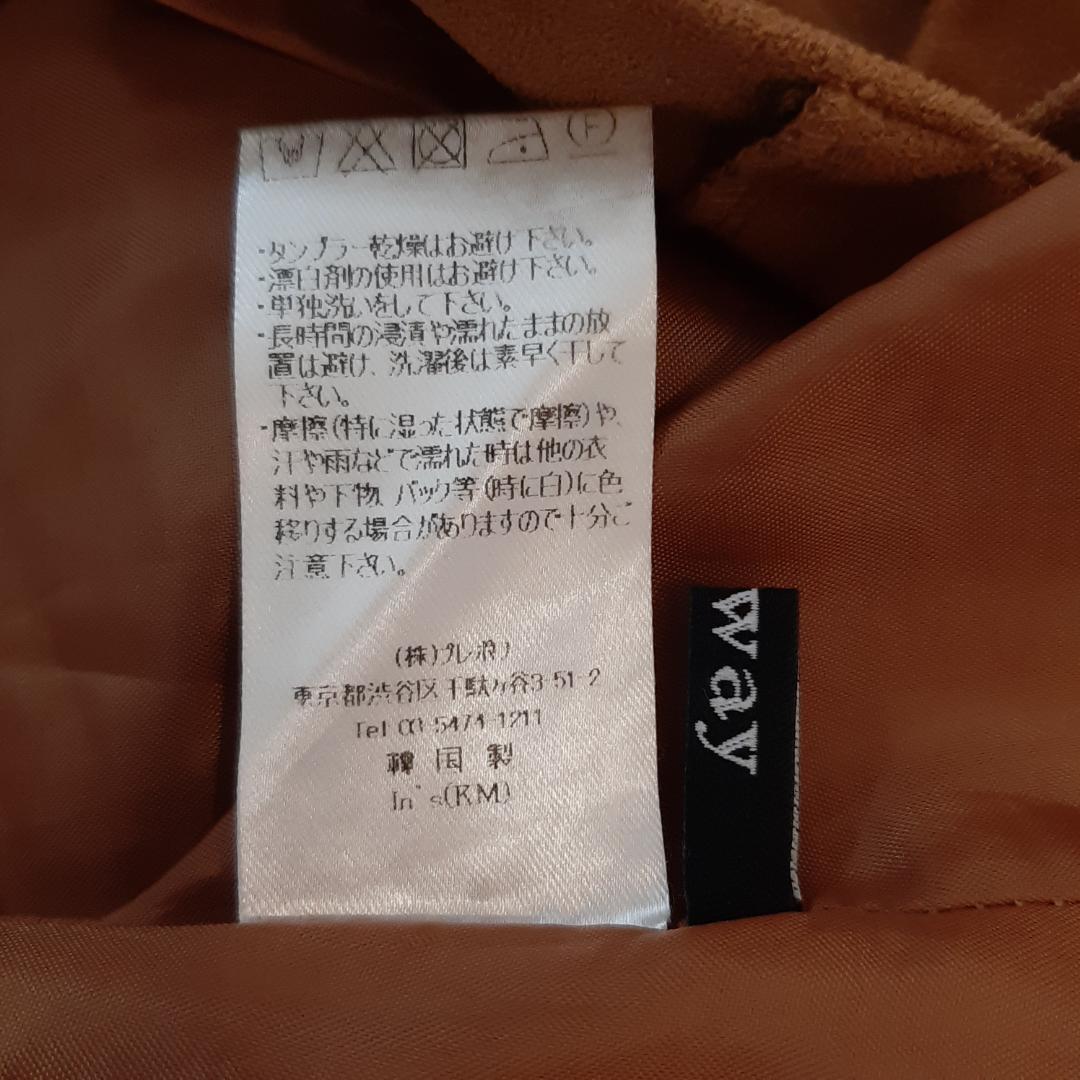 F
・タンブラー乾燥はお避け下さい。
・漂白剤の使用はお避け下さい。
・単独洗いをして下さい。
・長時間の浸漬や濡れたままの放
置は避け、洗濯後は素早く干して
下さい。
・摩擦(特に湿った状態で摩擦)や、
汗や雨などで濡れた時は他の衣
料や下物、バック等(時に白)に色
移りする場合がありますので十分ご
注意下さい。
(株)プレ浪)
東京都渋谷区千駄ヶ谷3-51-2
Tel 03-5474-1211
韓国製
In's(KM)
way